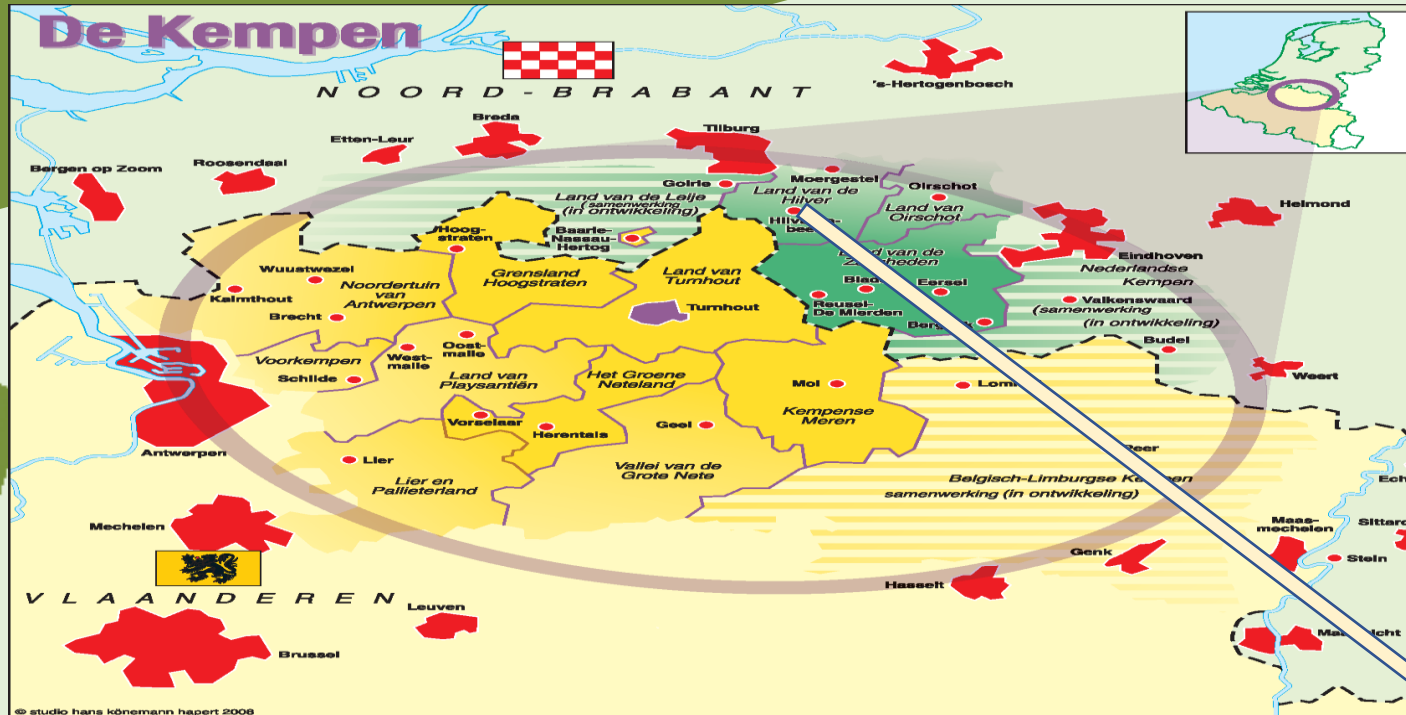 De Kempen
NOORD-BRABANT
's-Hertogenbosch
Breda
Tilburg
Etten-Leur
Roosendaal
Bergen op Zoom
Goirle
Moergestel
Oirschot
Land van de
Hilver
Land van
Oirschot
Helmond
Land van de Leije
(samenwerking
(in ontwikkeling)
Baarle-
Nassau-
Hertog
Hoog-
straten
Eindhoven
Nederlandse
Kempen
Wuustwezel
Kalmthout
Noordertuin
van
Antwerpen
Brecht
Grensland
Hoogstraten
Land van
Turnhout
Turnhout
Eersel
Reusel-
De Mierden
Valkenswaard
(samenwerking
(in ontwikkeling)
Budel
Weert
Voorkempen
Schilde
West-
malle
Oost-
malle
Land van
Playsantiën
Het Groene
Neteland
Mol
Kempense
Meren
Vorselaar
Herentals
Geel
Antwerpen
Lier
Lier en
Pallieterland
Vallei van de
Grote Nete
Belgisch-Limburgse
samenwerking (in ontwikkeling)
Mechelen
Maas-
mechelen
Stein
Genk
Hasselt
VLAANDEREN
Leuven
Brussel
© studio hans könemann hapert 2008